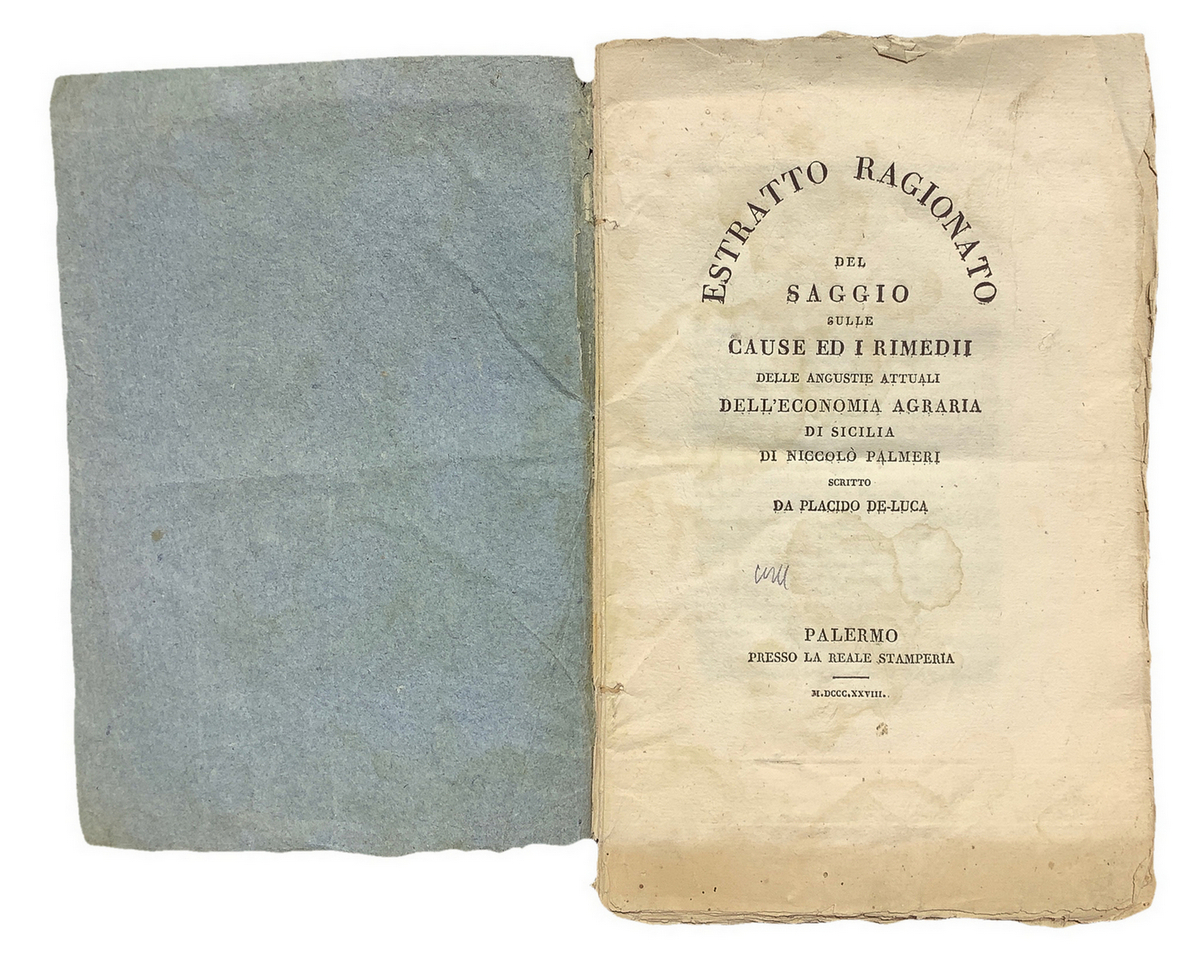 ESTRATTO RAGIONATO
DEL
SAGGIO
SULLE
CAUSE ED I RIMEDII
DELLE ANGUSTIE ATTUALI
DELL'ECONOMIA AGRARIA
DI SICILIA
DI NICCOLÒ PALMERI
SCRITTO
DA PLACIDO DE-LUCA
PALERMO
PRESSO LA REALE STAMPERIA
M.DCCC.XXVIII.